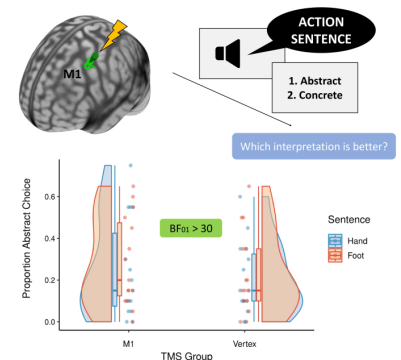 M1
ACTION
SENTENCE
1. Abstract
2. Concrete
Which interpretation is better?
Proportion Abstract Choice
0.6
0.4
0.2
0.0
BF01 > 30
M1
Vertex
TMS Group
Sentence
Hand
Foot